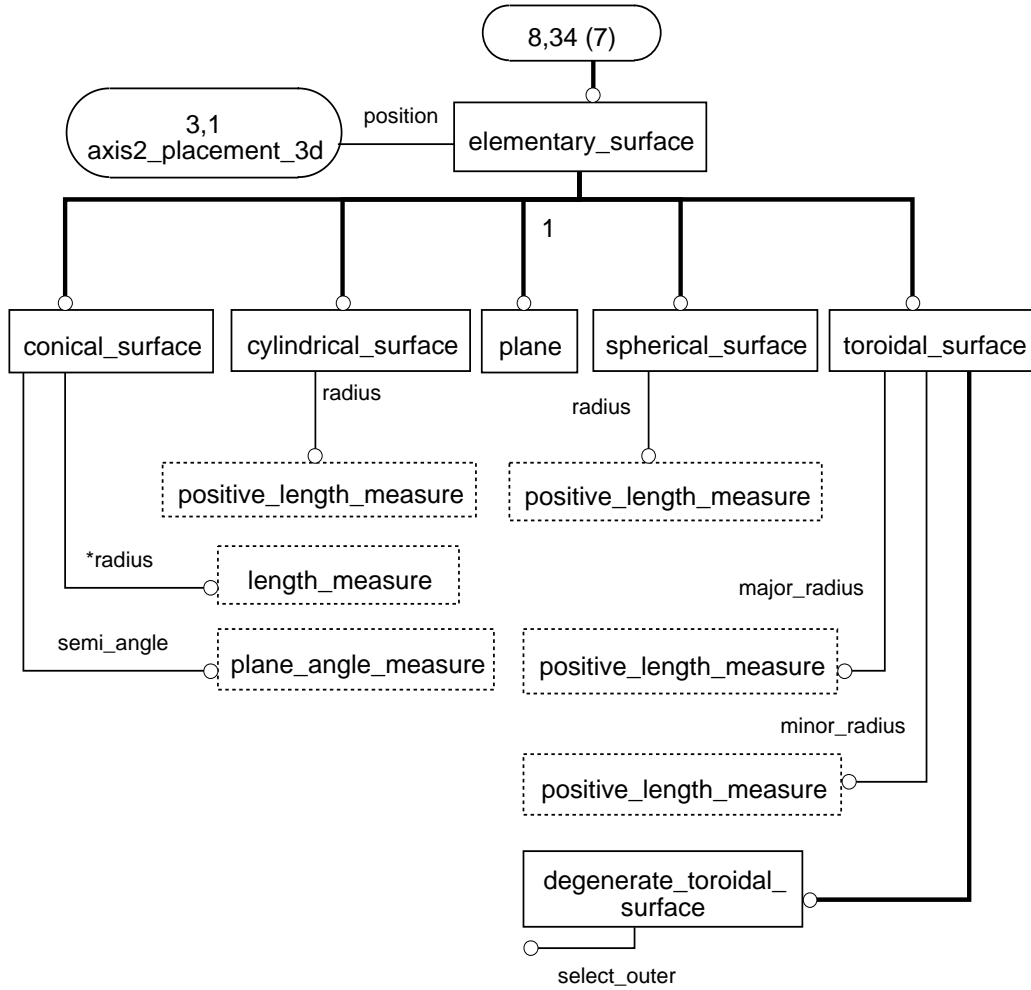 8,34 (7)
3,1
axis2_placement_3d
position
elementary_surface
1
conical_surface
cylindrical_surface
plane
spherical_surface
toroidal_surface
radius
radius
positive_length_measure
positive_length_measure
*radius
length_measure
major_radius
semi_angle
plane_angle_measure
positive_length_measure
minor_radius
positive_length_measure
degenerate_toroidal_
surface
select_outer